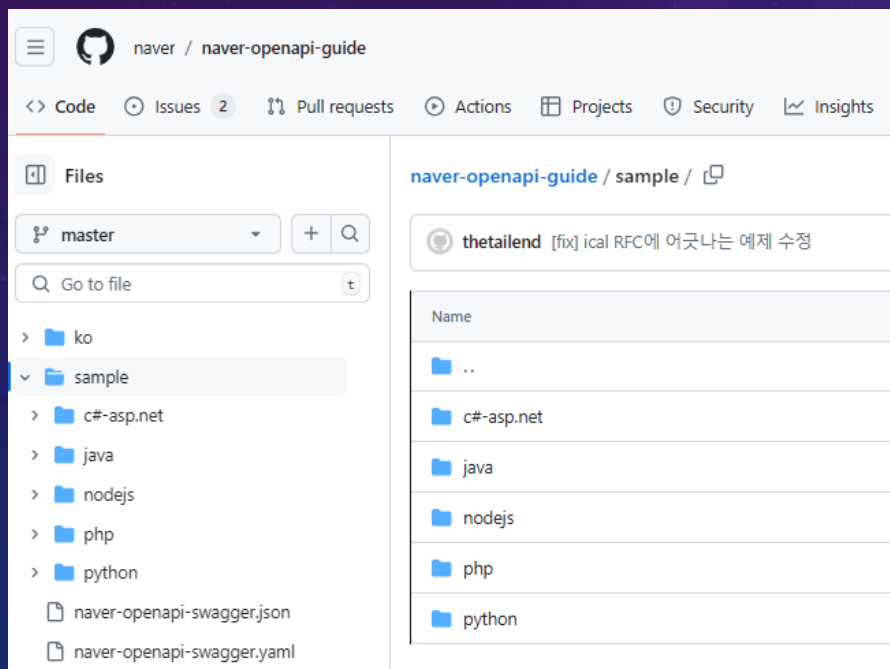 naver / naver-openapi-guide
Code Issues 2 Pull requests Actions Projects Security Insights
Files
master
Go to file t
ko
sample
c#-asp.net
java
nodejs
php
python
naver-openapi-swagger.json
naver-openapi-swagger.yaml
naver-openapi-guide / sample /
thetailend [fix] ical RFC에 어긋나는 예제 수정
Name
..
c#-asp.net
java
nodejs
php
python